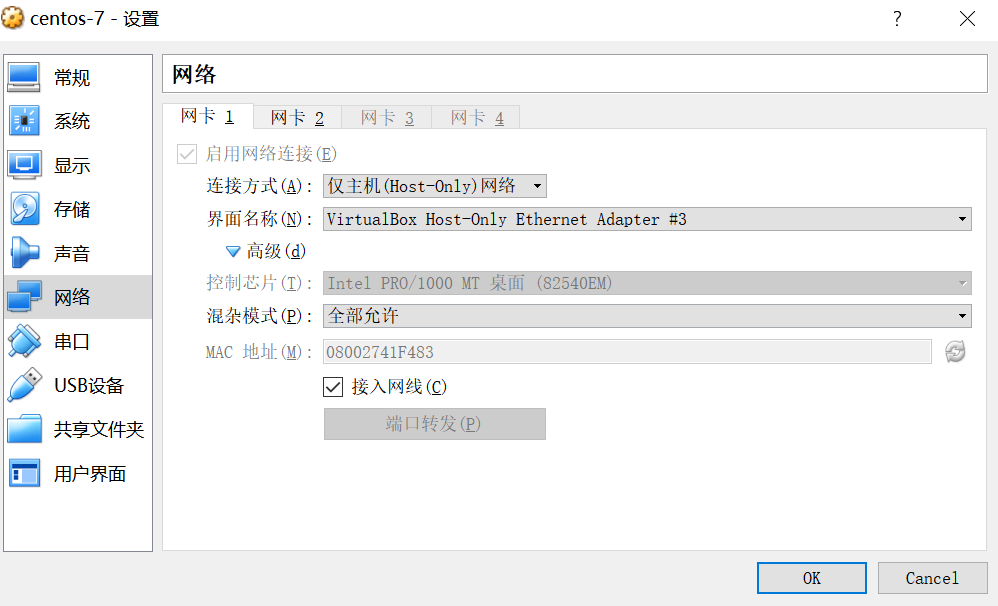 centos-7 - 设置 ?
常规
系统
显示
存储
声音
网络
串口
USB设备
共享文件夹
用户界面
网络
网卡 1 网卡 2 网卡 3 网卡 4
启用网络连接(E)
连接方式(A): 仅主机(Host-Only)网络
界面名称(N): VirtualBox Host-Only Ethernet Adapter #3
高级(d)
控制芯片(T): Intel PRO/1000 MT 桌面 (82540EM)
混杂模式(P): 全部允许
MAC 地址(M): 08002741F483
接入网线(C)
端口转发(P)
OK Cancel